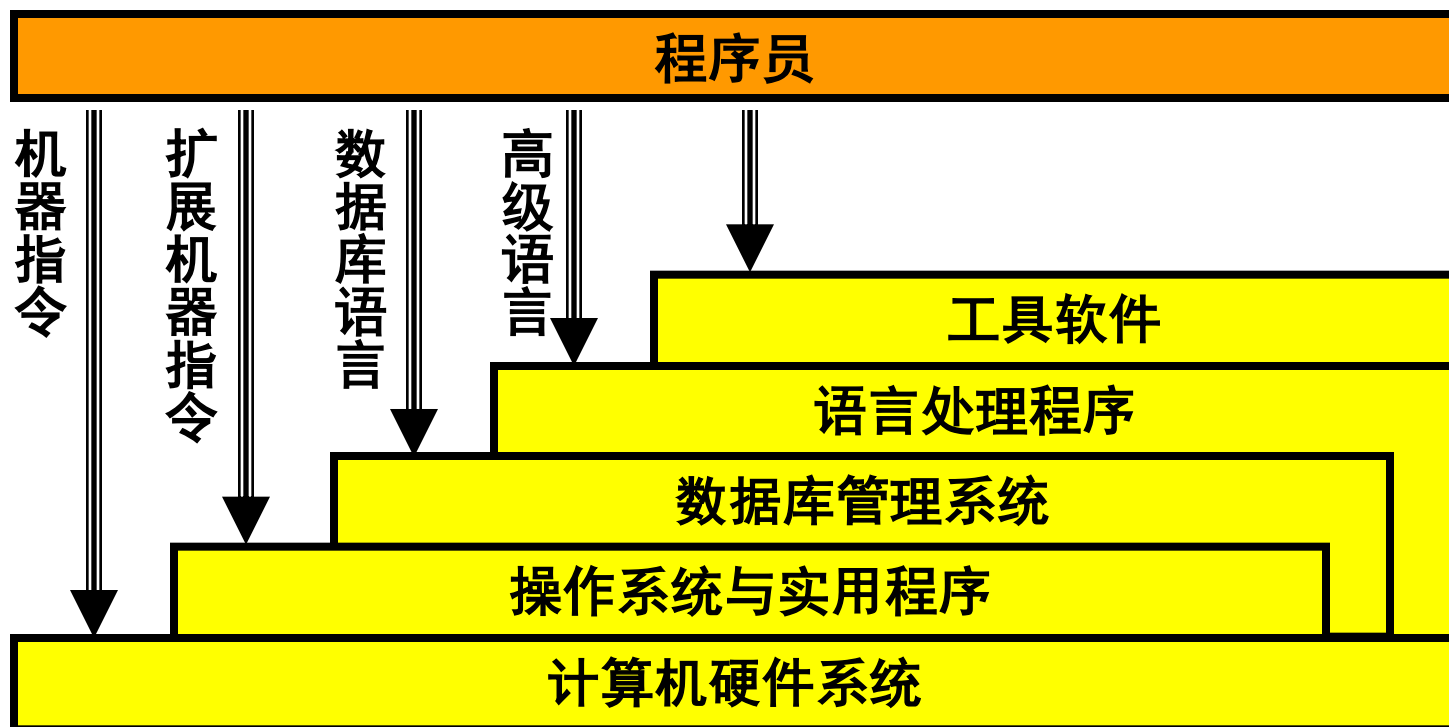 程序员
机器指令
扩展机器指令
数据库语言
高级语言
工具软件
语言处理程序
数据库管理系统
操作系统与实用程序
计算机硬件系统